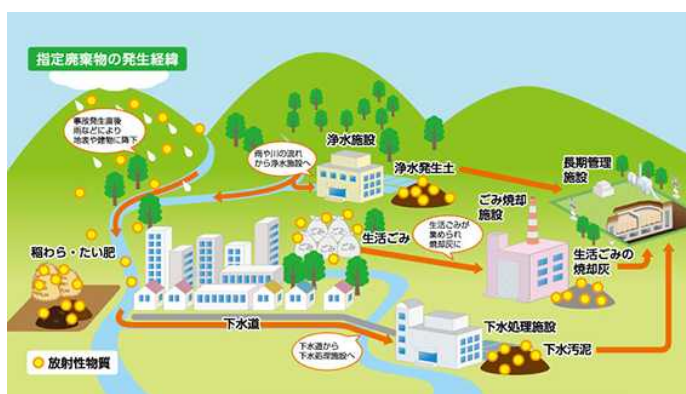 指定廃棄物の発生経緯
事故発生直後
雨などにより
地表や建物に降下
雨や川の流れ
から浄水施設へ
浄水施設
浄水発生土
長期管理
施設
ごみ焼却
施設
生活ごみ
生活ごみが
集められ
焼却灰に
生活ごみの
焼却灰
稲わら・たい肥
下水道
下水道から
下水処理施設へ
下水処理施設
下水汚泥
放射性物質